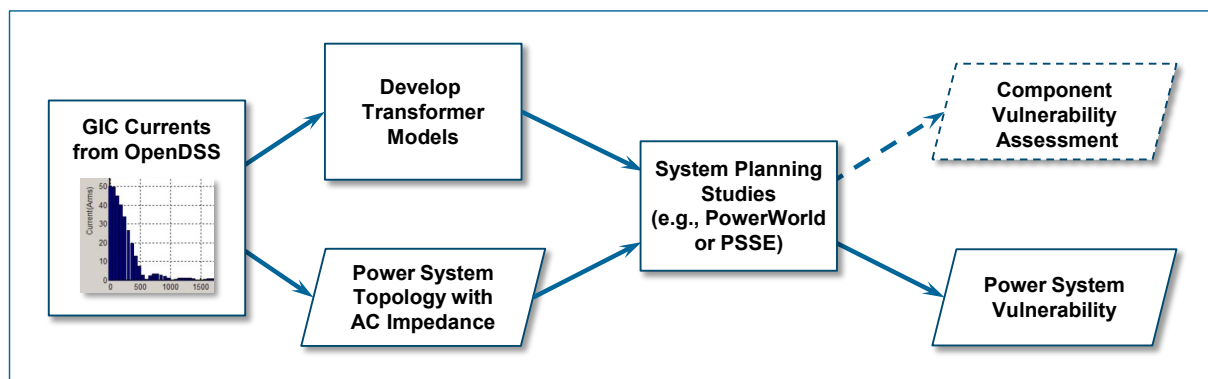 GIC Currents
from OpenDSS
Current(Arms)
50
40
30
20
10
0
0 500 1000 1500
Develop
Transformer
Models
Power System
Topology with
AC Impedance
System Planning
Studies
(e.g., PowerWorld
or PSSE)
Component
Vulnerability
Assessment
Power System
Vulnerability